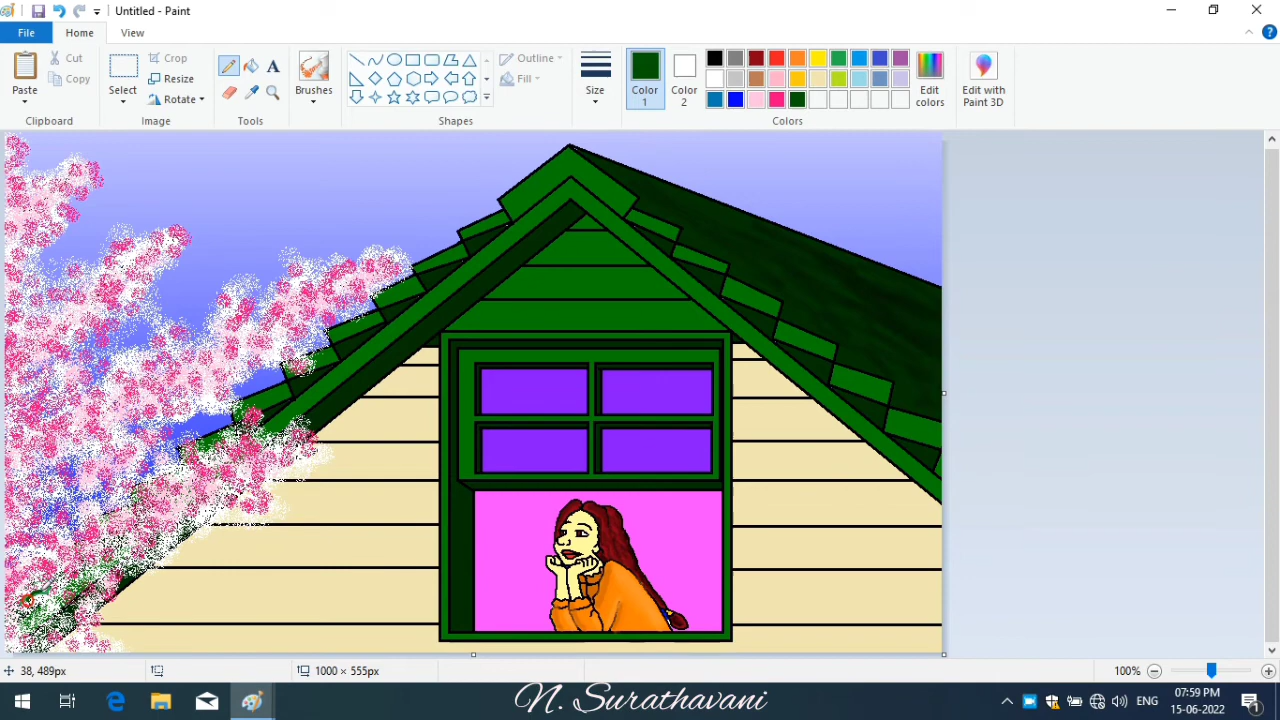 Untitled - Paint
File Home View
Paste
Cut
Copy
Clipboard
Select
Crop
Resize
Rotate
Image
Tools
Brushes
Shapes
Outline
Fill
Size
Color 1
Color 2
Colors
Edit colors
Edit with Paint 3D
38, 489px
1000 × 555px
100%
N. Surathavani
ENG
07:59 PM
15-06-2022
1